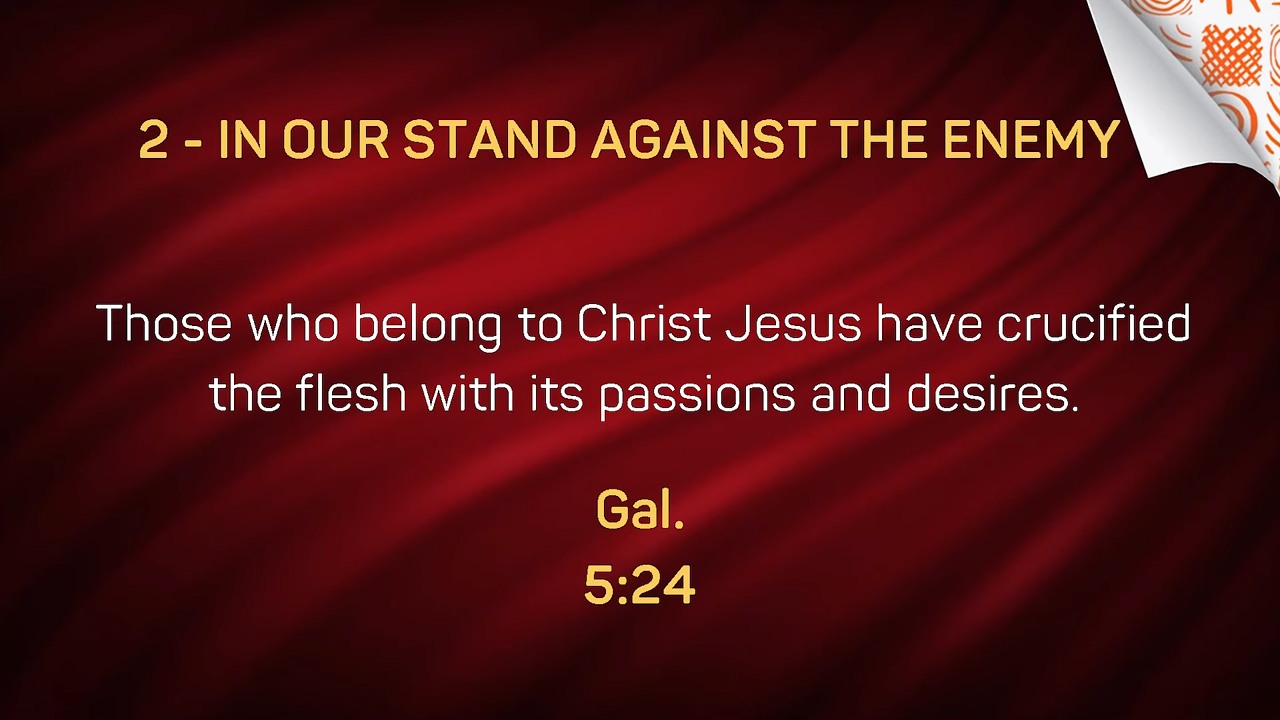 2 - IN OUR STAND AGAINST THE ENEMY
Those who belong to Christ Jesus have crucified
the flesh with its passions and desires.
Gal.
5:24